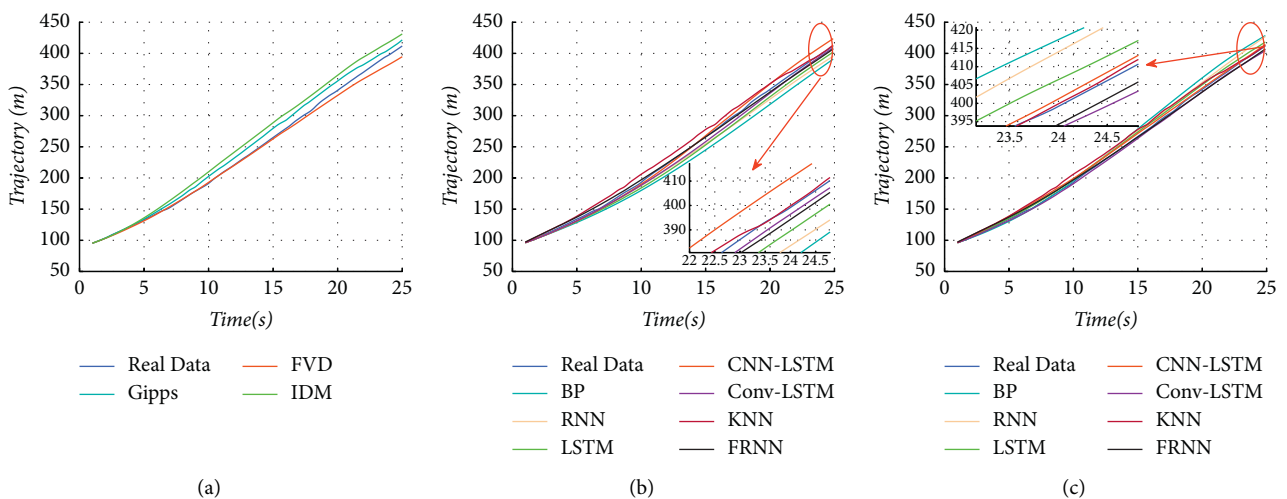 450
400
350
300
250
200
150
100
50
Trajectory (m)
0 5 10 15 20 25
Time(s)
Real Data FVD
Gipps IDM
(a)
450
400
350
300
250
200
150
100
50
Trajectory (m)
410
400
390
22 22.5 23 23.5 24 24.5
0 5 10 15 20 25
Time(s)
Real Data CNN-LSTM
BP Conv-LSTM
RNN KNN
LSTM FRNN
(b)
450
400
350
300
250
200
150
100
50
Trajectory (m)
420
415
410
405
400
395
23.5 24 24.5
0 5 10 15 20 25
Time(s)
Real Data CNN-LSTM
BP Conv-LSTM
RNN KNN
LSTM FRNN
(c)